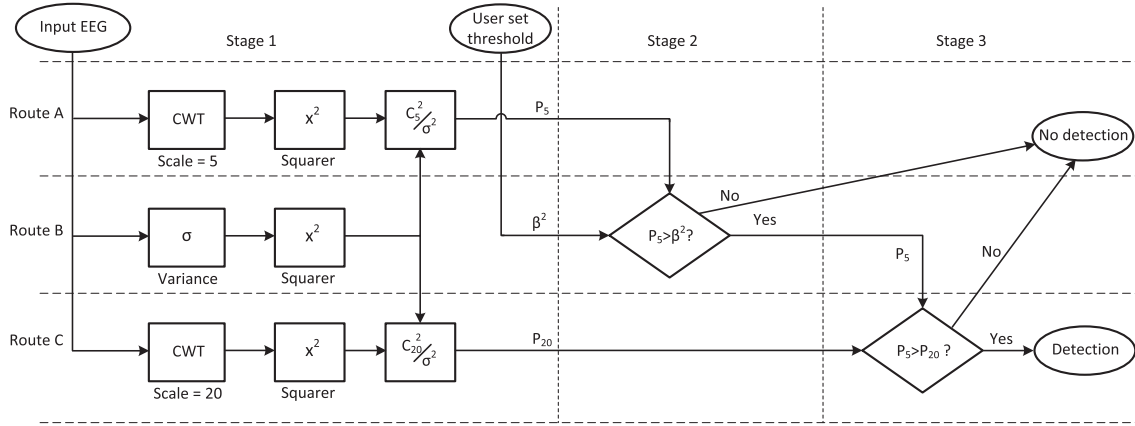 Input EEG
User set
threshold
Stage 1
Stage 2
Stage 3
Route A
CWT
Scale = 5
x²
Squarer
C₅²/σ²
P₅
No detection
Route B
σ
Variance
x²
Squarer
β²
P₅>β²?
No
Yes
P₅
No
Route C
CWT
Scale = 20
x²
Squarer
C₂₀²/σ²
P₂₀
P₅>P₂₀ ?
Yes
Detection